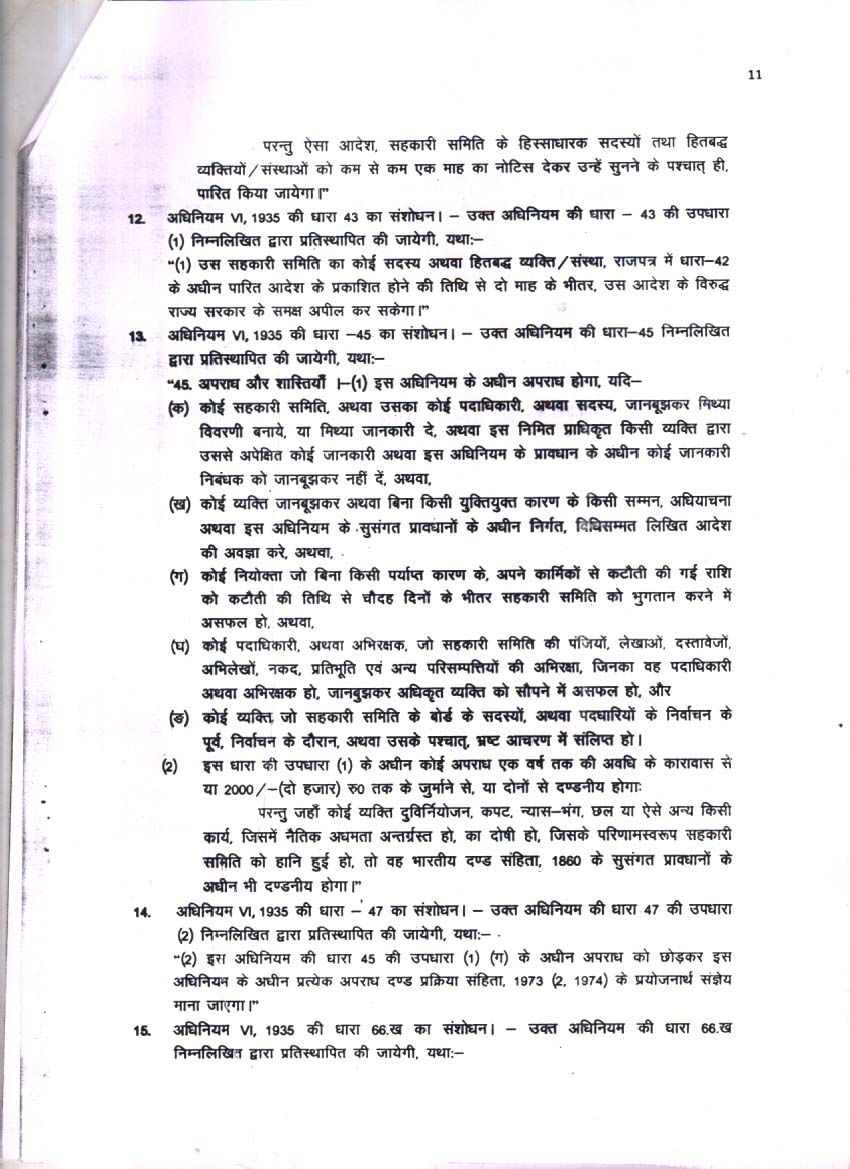 11
परन्तु ऐसा आदेश, सहकारी समिति के हिस्साधारक सदस्यों तथा हितबद्ध
व्यक्तियों/संस्थाओं को कम से कम एक माह का नोटिस देकर उन्हें सुनने के पश्चात् ही,
पारित किया जायेगा।”
12. अधिनियम VI, 1935 की धारा 43 का संशोधन। – उक्त अधिनियम की धारा – 43 की उपधारा
(1) निम्नलिखित द्वारा प्रतिस्थापित की जायेगी, यथा:–
“(1) उस सहकारी समिति का कोई सदस्य अथवा हितबद्ध व्यक्ति/संस्था, राजपत्र में धारा–42
के अधीन पारित आदेश के प्रकाशित होने की तिथि से दो माह के भीतर, उस आदेश के विरुद्ध
राज्य सरकार के समक्ष अपील कर सकेगा।”
13. अधिनियम VI, 1935 की धारा –45 का संशोधन। – उक्त अधिनियम की धारा–45 निम्नलिखित
द्वारा प्रतिस्थापित की जायेगी, यथा:–
“45. अपराध और शास्तियाँ ।–(1) इस अधिनियम के अधीन अपराध होगा, यदि–
(क) कोई सहकारी समिति, अथवा उसका कोई पदाधिकारी, अथवा सदस्य, जानबूझकर मिथ्या
विवरणी बनाये, या मिथ्या जानकारी दे, अथवा इस निमित प्राधिकृत किसी व्यक्ति द्वारा
उससे अपेक्षित कोई जानकारी अथवा इस अधिनियम के प्रावधान के अधीन कोई जानकारी
निबंधक को जानबूझकर नहीं दें, अथवा,
(ख) कोई व्यक्ति जानबूझकर अथवा बिना किसी युक्तियुक्त कारण के किसी सम्मन, अधियाचना
अथवा इस अधिनियम के सुसंगत प्रावधानों के अधीन निर्गत, विधिसम्मत लिखित आदेश
की अवज्ञा करे, अथवा,
(ग) कोई नियोक्ता जो बिना किसी पर्याप्त कारण के, अपने कार्मिकों से कटौती की गई राशि
को कटौती की तिथि से चौदह दिनों के भीतर सहकारी समिति को भुगतान करने में
असफल हो, अथवा,
(घ) कोई पदाधिकारी, अथवा अभिरक्षक, जो सहकारी समिति की पंजियों, लेखाओं, दस्तावेजों,
अभिलेखों, नकद, प्रतिभूति एवं अन्य परिसम्पत्तियों की अभिरक्षा, जिनका वह पदाधिकारी
अथवा अभिरक्षक हो, जानबुझकर अधिकृत व्यक्ति को सौपने में असफल हो, और
(ङ) कोई व्यक्ति, जो सहकारी समिति के बोर्ड के सदस्यों, अथवा पदधारियों के निर्वाचन के
पूर्व, निर्वाचन के दौरान, अथवा उसके पश्चात्, भ्रष्ट आचरण में संलिप्त हो।
(2) इस धारा की उपधारा (1) के अधीन कोई अपराध एक वर्ष तक की अवधि के कारावास से
या 2000/–(दो हजार) रु0 तक के जुर्माने से, या दोनों से दण्डनीय होगाः
परन्तु जहाँ कोई व्यक्ति दुविर्नियोजन, कपट, न्यास–भंग, छल या ऐसे अन्य किसी
कार्य, जिसमें नैतिक अधमता अन्तर्ग्रस्त हो, का दोषी हो, जिसके परिणामस्वरूप सहकारी
समिति को हानि हुई हो, तो वह भारतीय दण्ड संहिता, 1860 के सुसंगत प्रावधानों के
अधीन भी दण्डनीय होगा।”
14. अधिनियम VI, 1935 की धारा – 47 का संशोधन। – उक्त अधिनियम की धारा 47 की उपधारा
(2) निम्नलिखित द्वारा प्रतिस्थापित की जायेगी, यथा:–
“(2) इस अधिनियम की धारा 45 की उपधारा (1) (ग) के अधीन अपराध को छोड़कर इस
अधिनियम के अधीन प्रत्येक अपराध दण्ड प्रक्रिया संहिता, 1973 (2, 1974) के प्रयोजनार्थ संज्ञेय
माना जाएगा।”
15. अधिनियम VI, 1935 की धारा 66.ख का संशोधन। – उक्त अधिनियम की धारा 66.ख
निम्नलिखित द्वारा प्रतिस्थापित की जायेगी, यथा:–